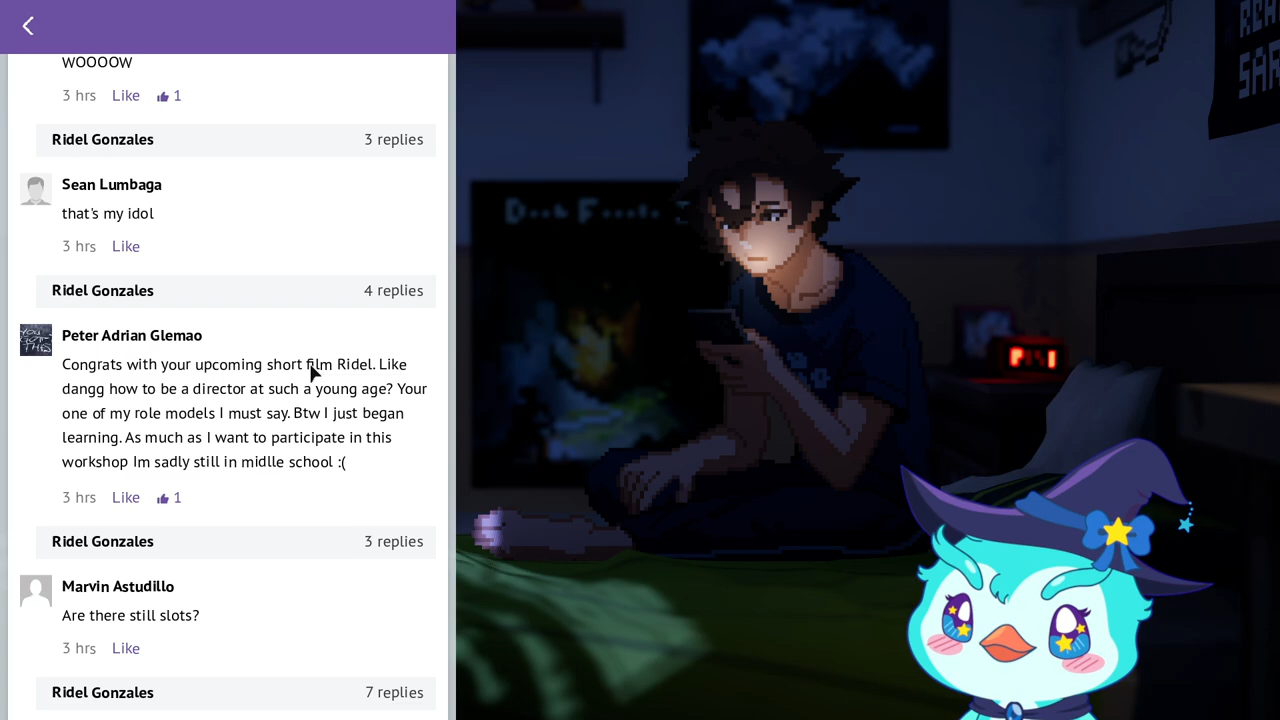 WOOOOW
3 hrs Like 1
Ridel Gonzales 3 replies
Sean Lumbaga
that's my idol
3 hrs Like
Ridel Gonzales 4 replies
Peter Adrian Glemao
Congrats with your upcoming short film Ridel. Like
dangg how to be a director at such a young age? Your
one of my role models I must say. Btw I just began
learning. As much as I want to participate in this
workshop Im sadly still in midlle school :(
3 hrs Like 1
Ridel Gonzales 3 replies
Marvin Astudillo
Are there still slots?
3 hrs Like
Ridel Gonzales 7 replies
YOU
GOT
THIS